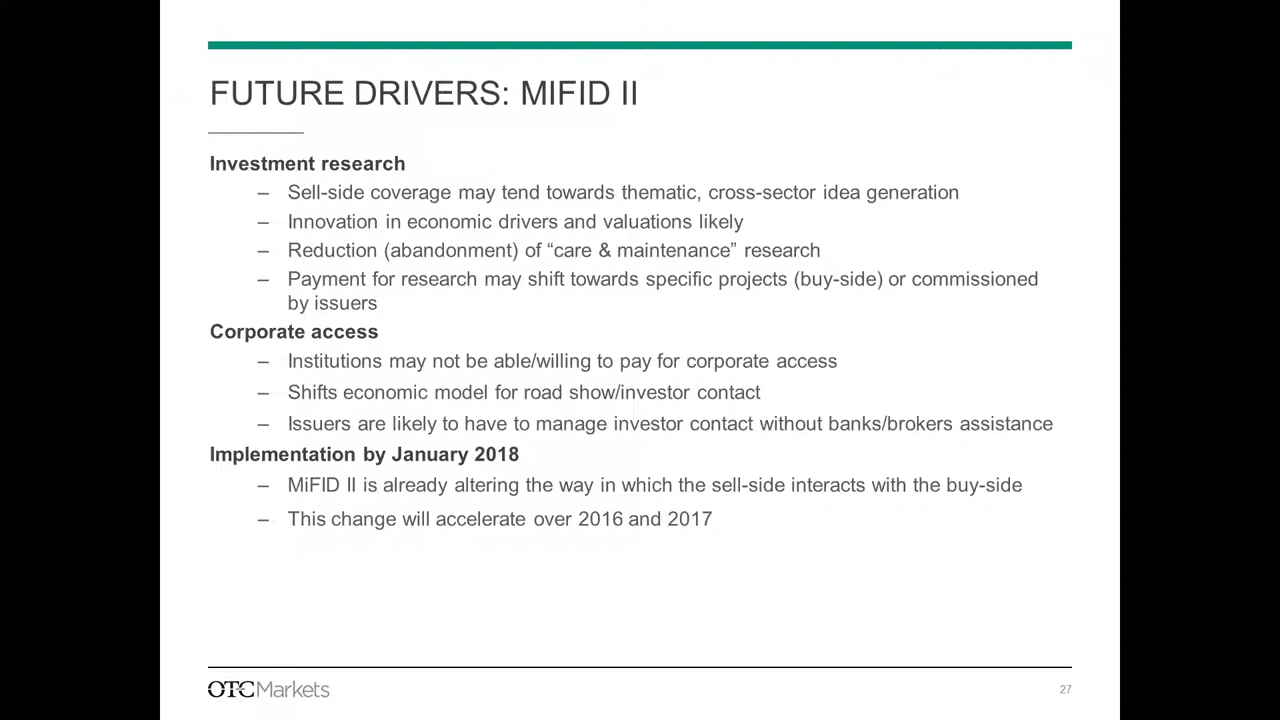 FUTURE DRIVERS: MIFID II
Investment research
– Sell-side coverage may tend towards thematic, cross-sector idea generation
– Innovation in economic drivers and valuations likely
– Reduction (abandonment) of “care & maintenance” research
– Payment for research may shift towards specific projects (buy-side) or commissioned
by issuers
Corporate access
– Institutions may not be able/willing to pay for corporate access
– Shifts economic model for road show/investor contact
– Issuers are likely to have to manage investor contact without banks/brokers assistance
Implementation by January 2018
– MiFID II is already altering the way in which the sell-side interacts with the buy-side
– This change will accelerate over 2016 and 2017
OTCMarkets
27